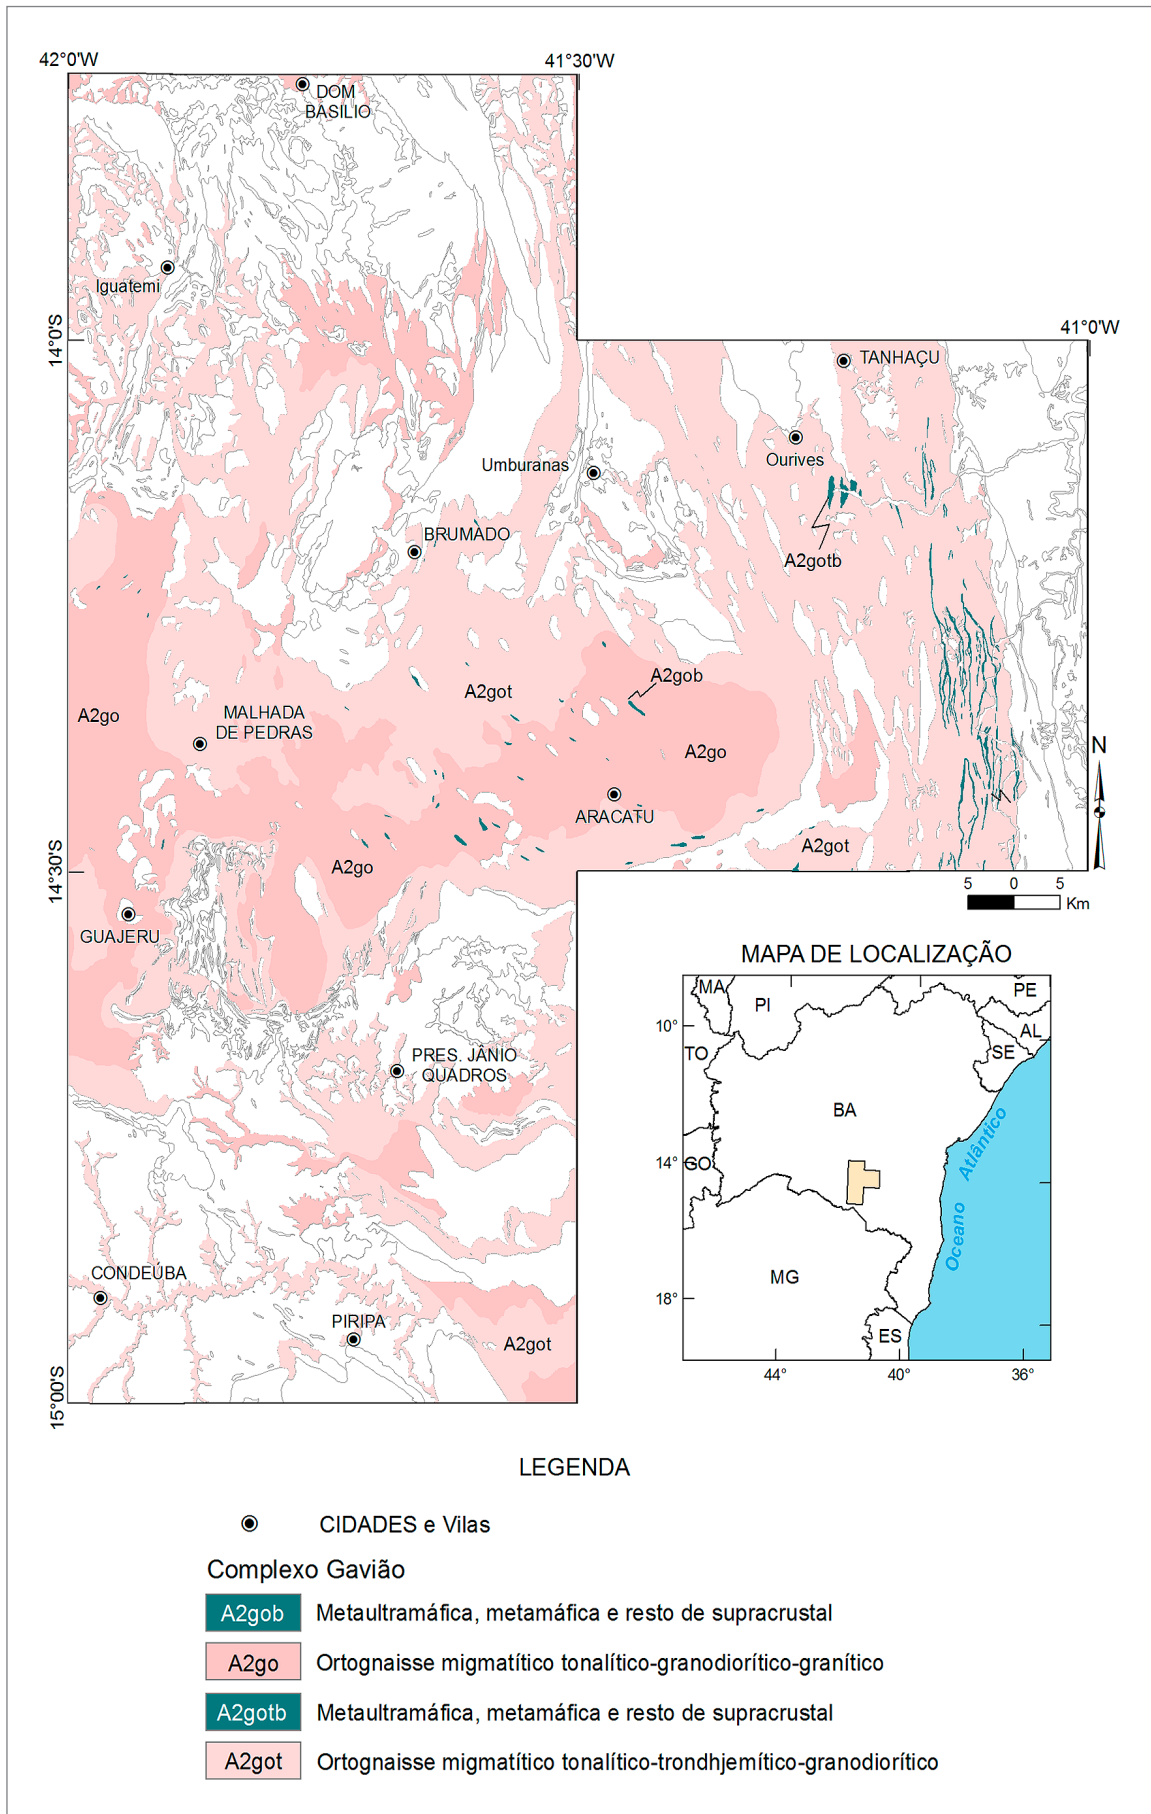 42°0'W
41°30'W
DOM
BASILIO
Iguatemi
14°0'S
41°0'W
TANHAÇU
Umburanas
Ourives
BRUMADO
A2gotb
A2gob
A2got
A2go
MALHADA
DE PEDRAS
A2go
N
ARACATU
A2got
A2go
14°30'S
5 0 5
Km
GUAJERU
MAPA DE LOCALIZAÇÃO
MA
PI
PE
10°
AL
TO
SE
PRES. JÂNIO
QUADROS
BA
Atlântico
14°
GO
Oceano
CONDEÚBA
MG
18°
PIRIPA
ES
A2got
44°
40°
36°
15°00'S
LEGENDA
CIDADES e Vilas
Complexo Gavião
A2gob Metaultramáfica, metamáfica e resto de supracrustal
A2go Ortognaisse migmatítico tonalítico-granodiorítico-granítico
A2gotb Metaultramáfica, metamáfica e resto de supracrustal
A2got Ortognaisse migmatítico tonalítico-trondhjemítico-granodiorítico